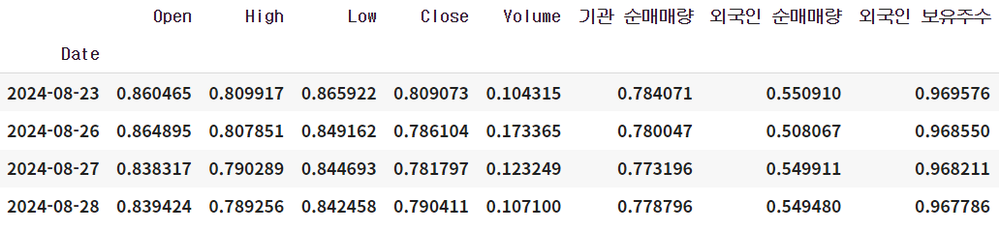 Open High Low Close Volume 기관 순매매량 외국인 순매매량 외국인 보유주수
Date
2024-08-23 0.860465 0.809917 0.865922 0.809073 0.104315 0.784071 0.550910 0.969576
2024-08-26 0.864895 0.807851 0.849162 0.786104 0.173365 0.780047 0.508067 0.968550
2024-08-27 0.838317 0.790289 0.844693 0.781797 0.123249 0.773196 0.549911 0.968211
2024-08-28 0.839424 0.789256 0.842458 0.790411 0.107100 0.778796 0.549480 0.967786